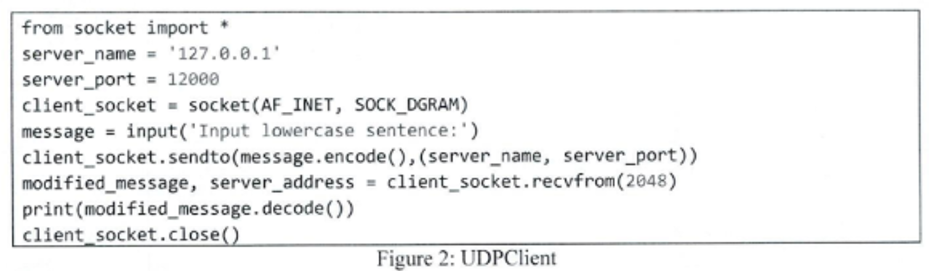 from socket import *
server_name = '127.0.0.1'
server_port = 12000
client_socket = socket(AF_INET, SOCK_DGRAM)
message = input('Input lowercase sentence:')
client_socket.sendto(message.encode(),(server_name, server_port))
modified_message, server_address = client_socket.recvfrom(2048)
print(modified_message.decode())
client_socket.close()
Figure 2: UDPClient